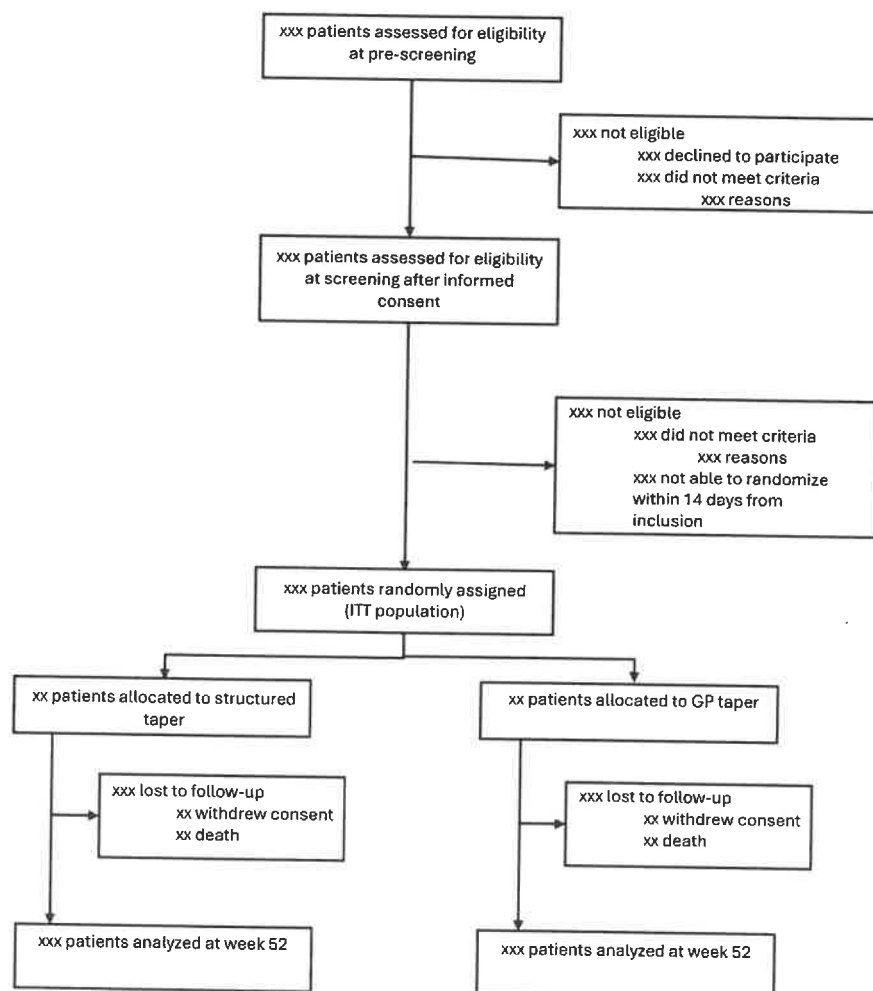 xxx patients assessed for eligibility
at pre-screening
xxx not eligible
xxx declined to participate
xxx did not meet criteria
xxx reasons
xxx patients assessed for eligibility
at screening after informed
consent
xxx not eligible
xxx did not meet criteria
xxx reasons
xxx not able to randomize
within 14 days from
inclusion
xxx patients randomly assigned
(ITT population)
xx patients allocated to structured
taper
xx patients allocated to GP taper
xxx lost to follow-up
xx withdrew consent
xx death
xxx lost to follow-up
xx withdrew consent
xx death
xxx patients analyzed at week 52
xxx patients analyzed at week 52